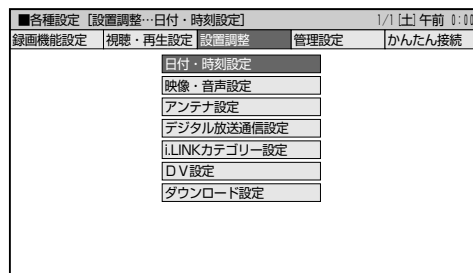 ■各種設定 [設置調整…日付・時刻設定] 1/1 [土] 午前 0:00
録画機能設定 視聴・再生設定 設置調整 管理設定 かんたん接続
日付・時刻設定
映像・音声設定
アンテナ設定
デジタル放送通信設定
i.LINKカテゴリー設定
DV設定
ダウンロード設定